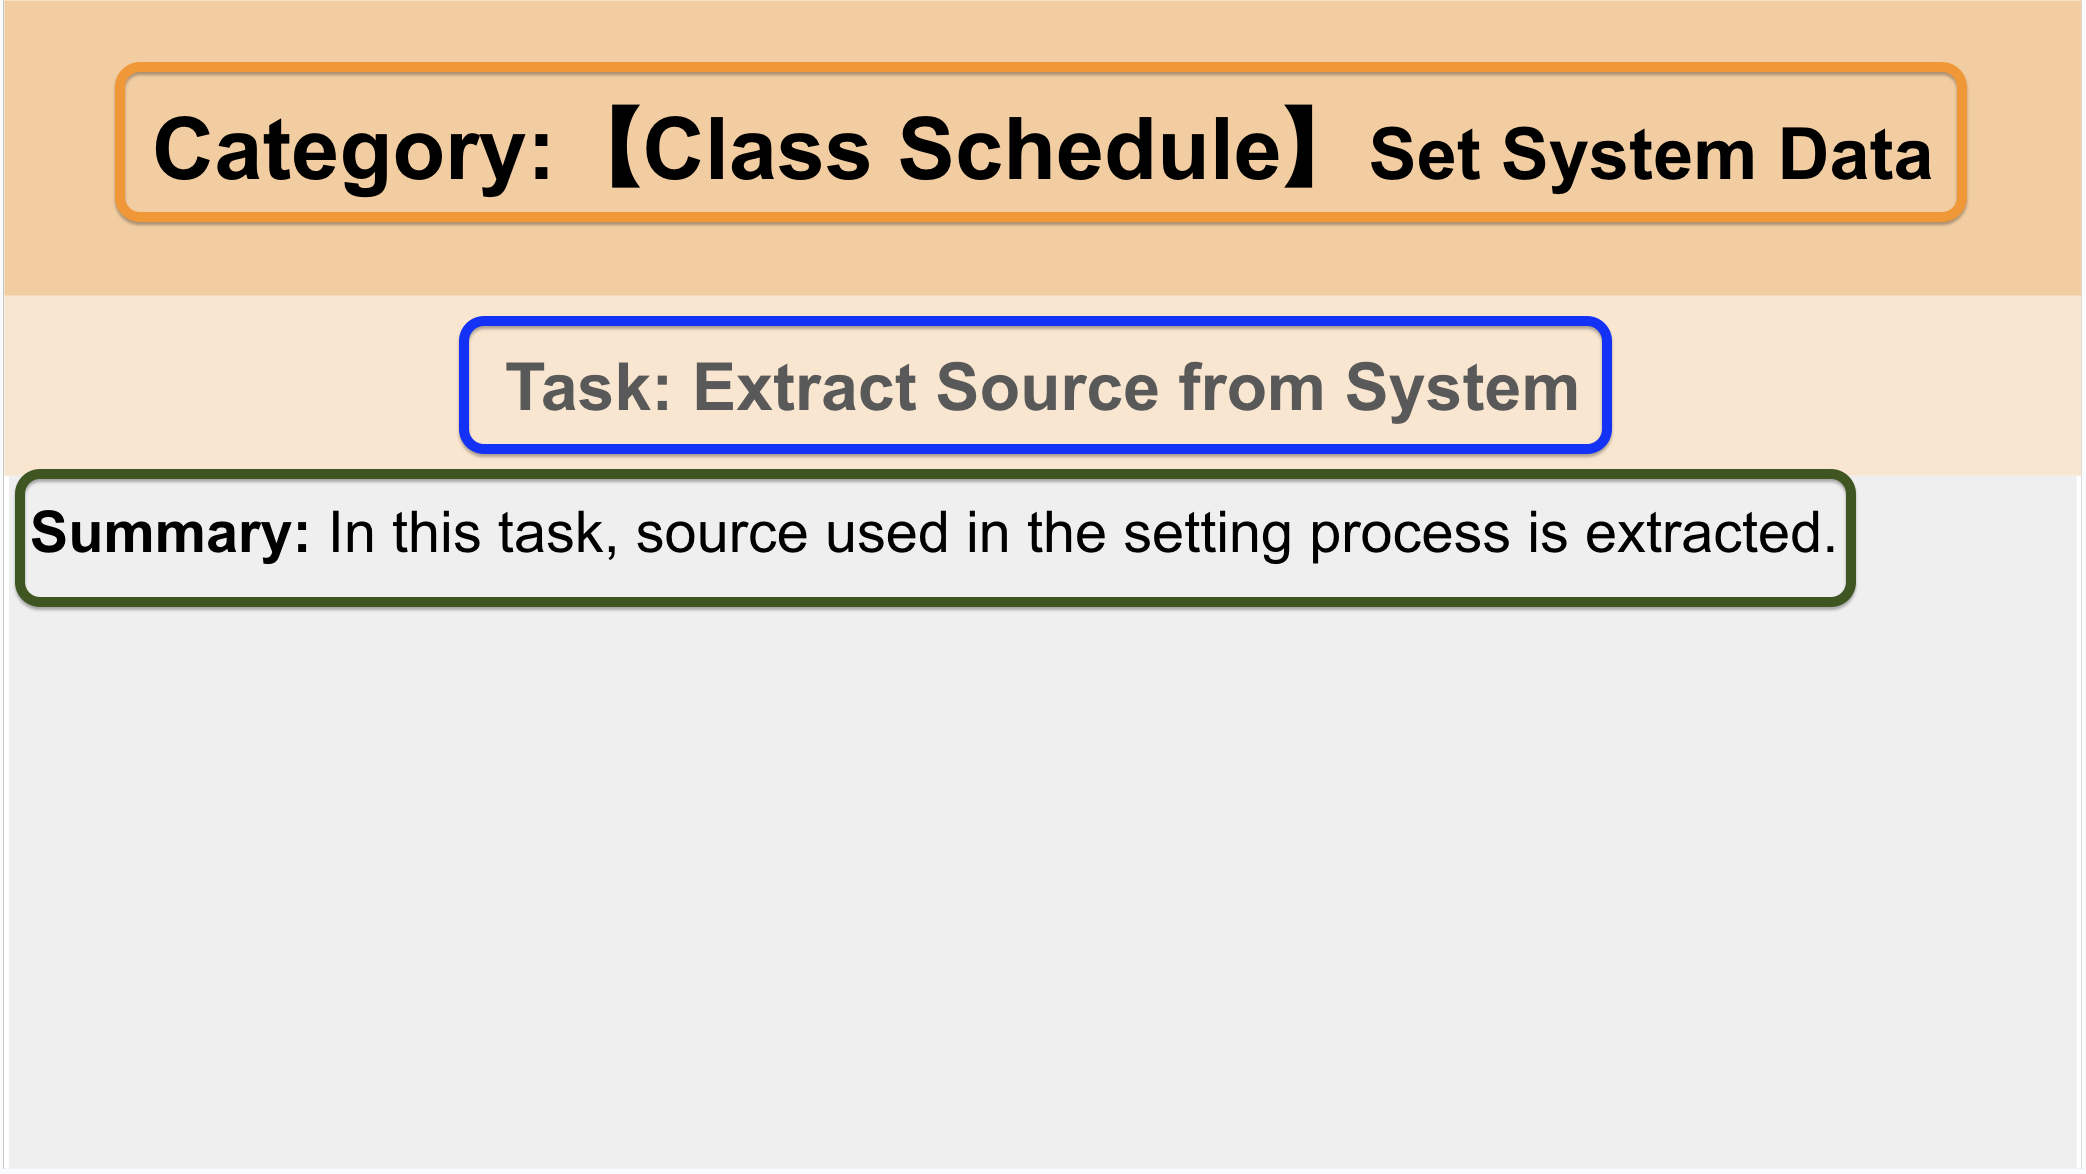 Category:【Class Schedule】Set System Data
Task: Extract Source from System
Summary: In this task, source used in the setting process is extracted.